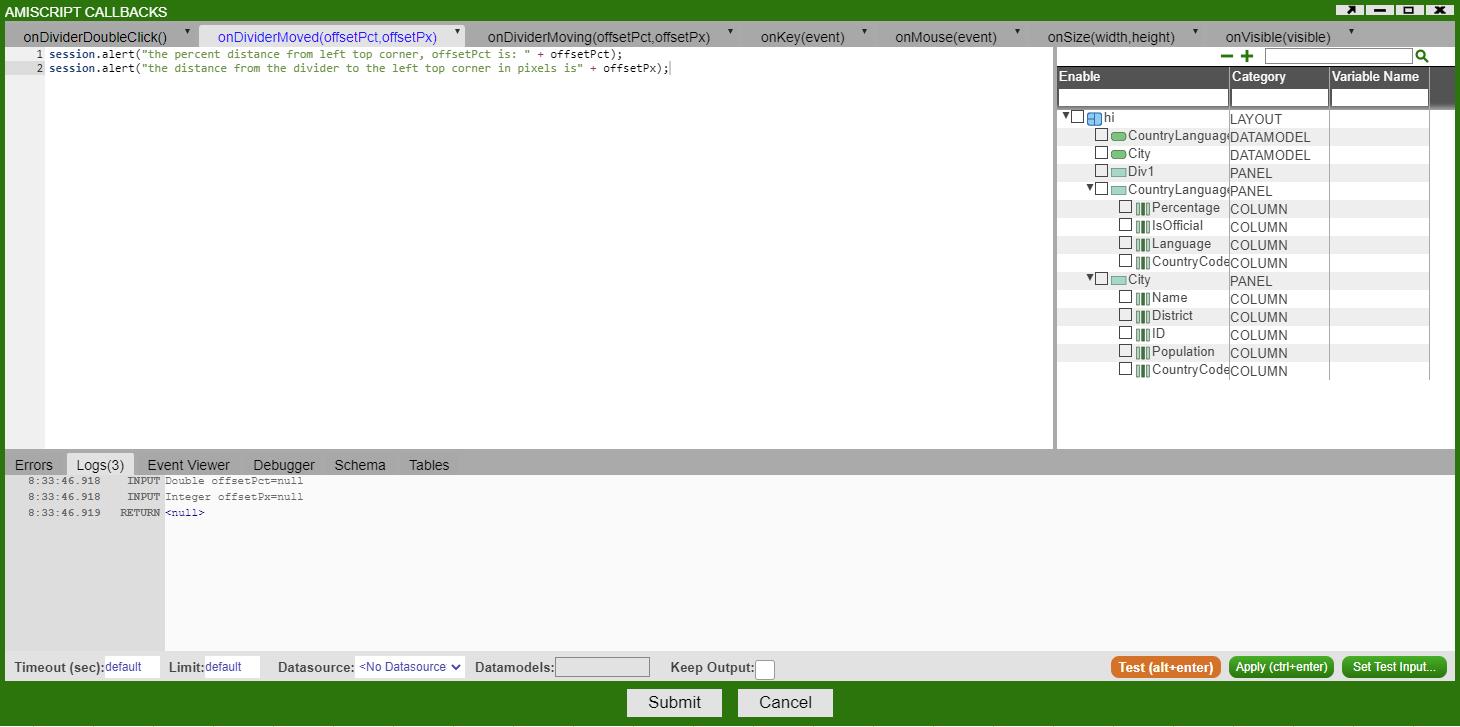 AMISCRIPT CALLBACKS
onDividerDoubleClick() onDividerMoved(offsetPct,offsetPx) onDividerMoving(offsetPct,offsetPx) onKey(event) onMouse(event) onSize(width,height) onVisible(visible)
1 session.alert("the percent distance from left top corner, offsetPct is: " + offsetPct);
2 session.alert("the distance from the divider to the left top corner in pixels is" + offsetPx);
Enable Category Variable Name
hi LAYOUT
CountryLanguage DATAMODEL
City DATAMODEL
Div1 PANEL
CountryLanguage PANEL
Percentage COLUMN
IsOfficial COLUMN
Language COLUMN
CountryCode COLUMN
City PANEL
Name COLUMN
District COLUMN
ID COLUMN
Population COLUMN
CountryCode COLUMN
Errors Logs(3) Event Viewer Debugger Schema Tables
8:33:46.918 INPUT Double offsetPct=null
8:33:46.918 INPUT Integer offsetPx=null
8:33:46.919 RETURN <null>
Timeout (sec): default Limit: default Datasource: <No Datasource Datamodels: Keep Output: Test (alt+enter) Apply (ctrl+enter) Set Test Input...
Submit Cancel